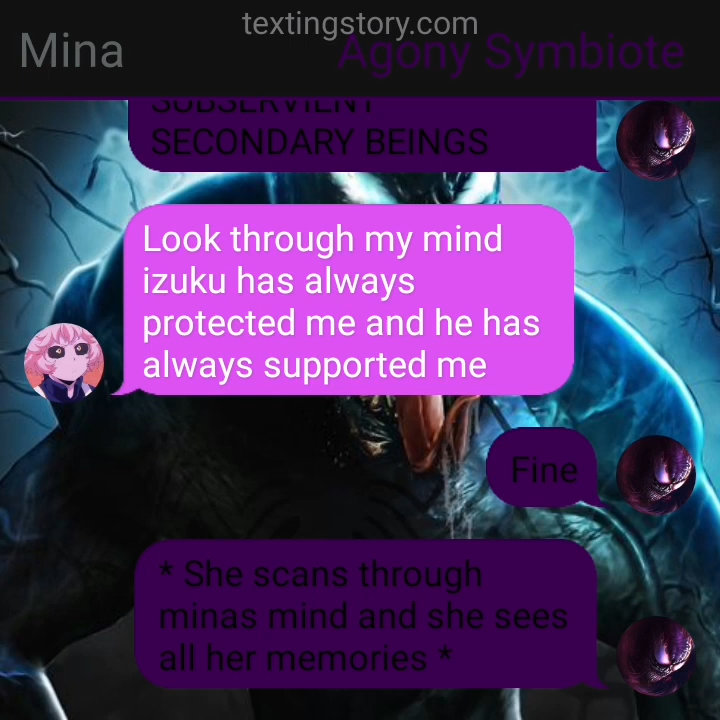 textingstory.com
Mina
Agony Symbiote
SUBSERVIENT
SECONDARY BEINGS
Look through my mind
izuku has always
protected me and he has
always supported me
Fine
* She scans through
minas mind and she sees
all her memories *